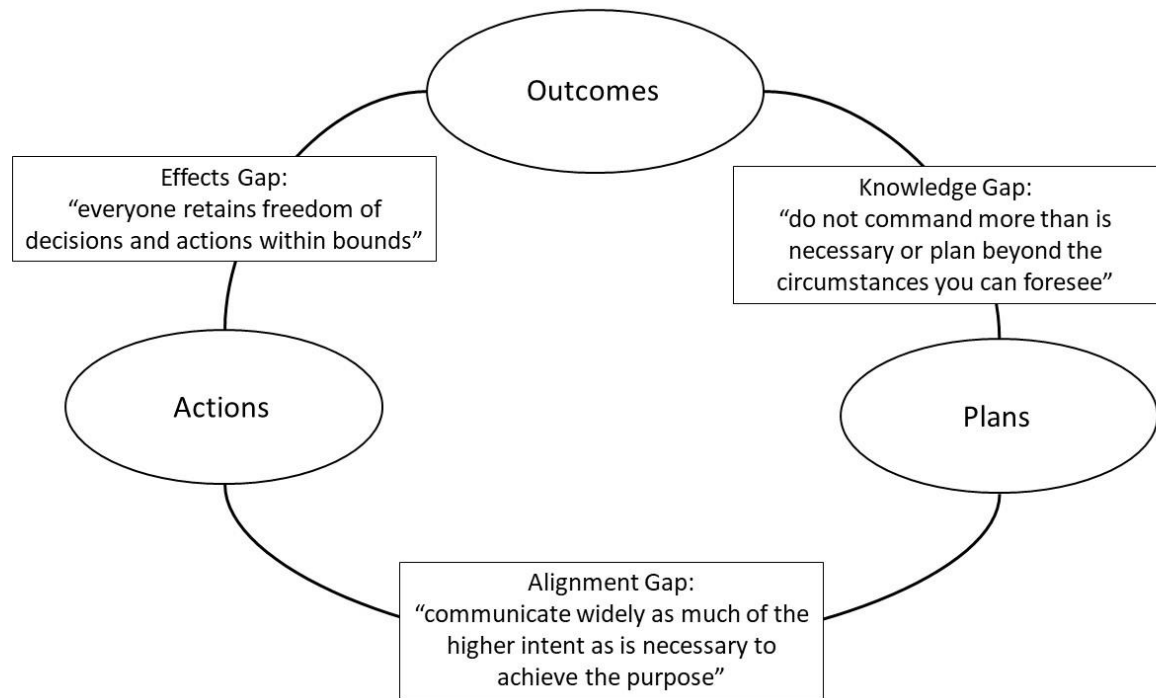 Outcomes
Effects Gap:
“everyone retains freedom of
decisions and actions within bounds”
Knowledge Gap:
“do not command more than is
necessary or plan beyond the
circumstances you can foresee”
Actions
Plans
Alignment Gap:
“communicate widely as much of the
higher intent as is necessary to
achieve the purpose”